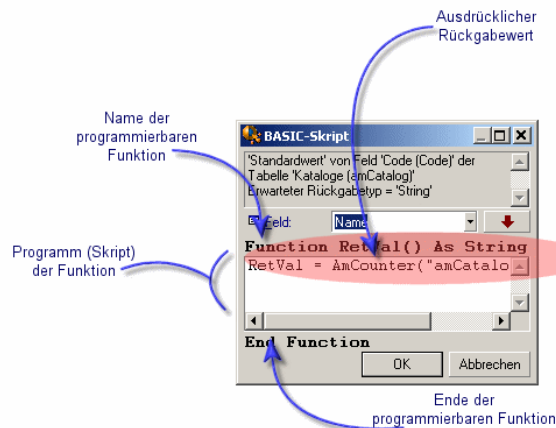 Ausdrücklicher
Rückgabewert
Name der
programmierbaren
Funktion
BASIC-Skript
'Standardwert' von Feld 'Code (Code)' der
Tabelle 'Kataloge (amCatalog)'
Erwarteter Rückgabetyp = 'String'
Feld:
Name
Programm (Skript)
der Funktion
Function RetVal() As String
RetVal = AmCounter("amCatalo
End Function
OK
Abbrechen
Ende der
programmierbaren Funktion